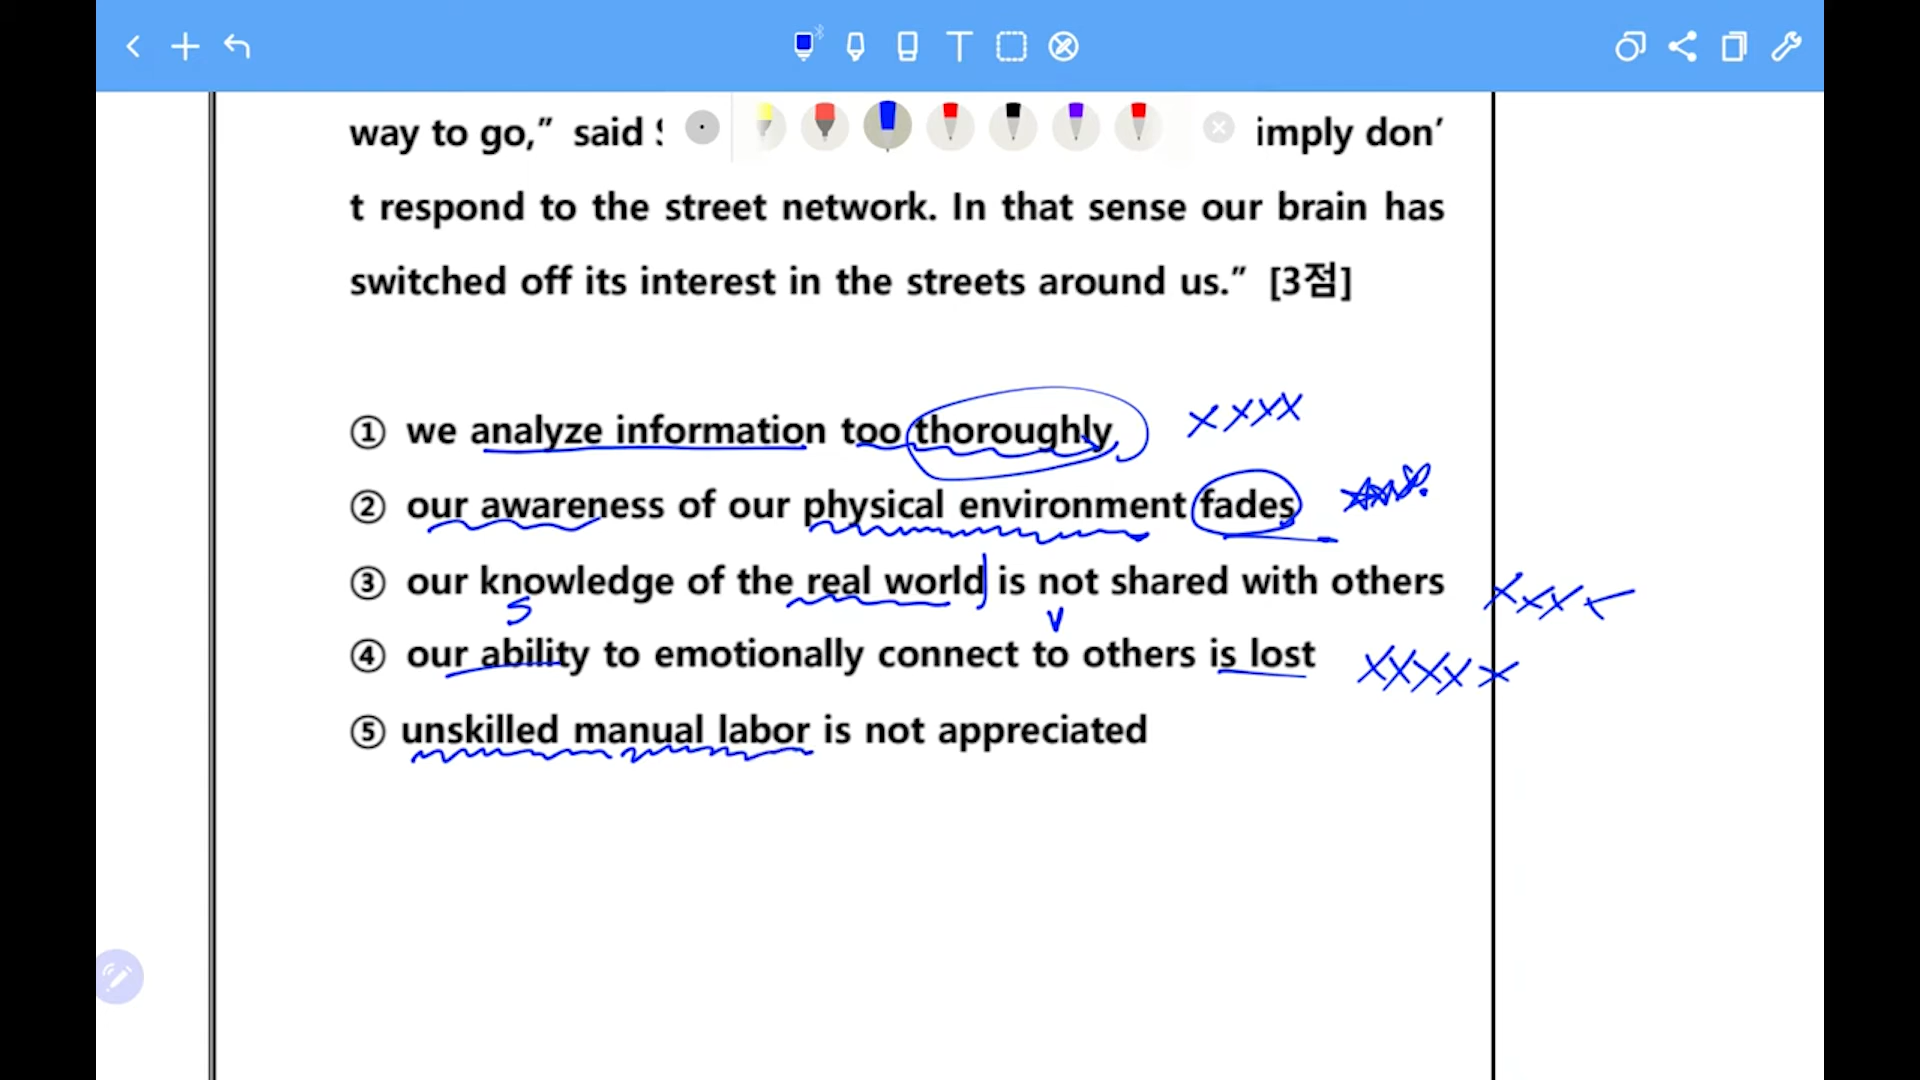 way to go,” said imply don’
t respond to the street network. In that sense our brain has
switched off its interest in the streets around us.” [3점]
① we analyze information too thoroughly xxxx
② our awareness of our physical environment fades
③ our knowledge of the real world is not shared with others xxx
S V
④ our ability to emotionally connect to others is lost xxxxx
⑤ unskilled manual labor is not appreciated